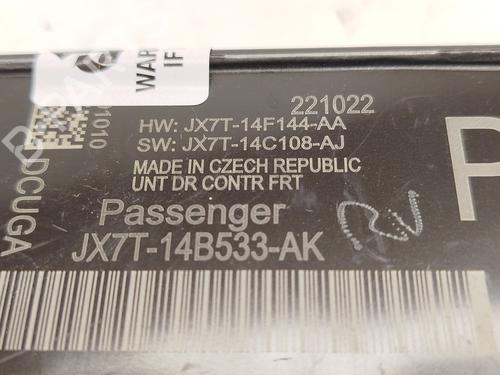 WAR
IF
221022
1010
HW: JX7T-14F144-AA
SW: JX7T-14C108-AJ
MADE IN CZECH REPUBLIC
UNT DR CONTR FRT
DCUGA
Passenger
P
JX7T-14B533-AK